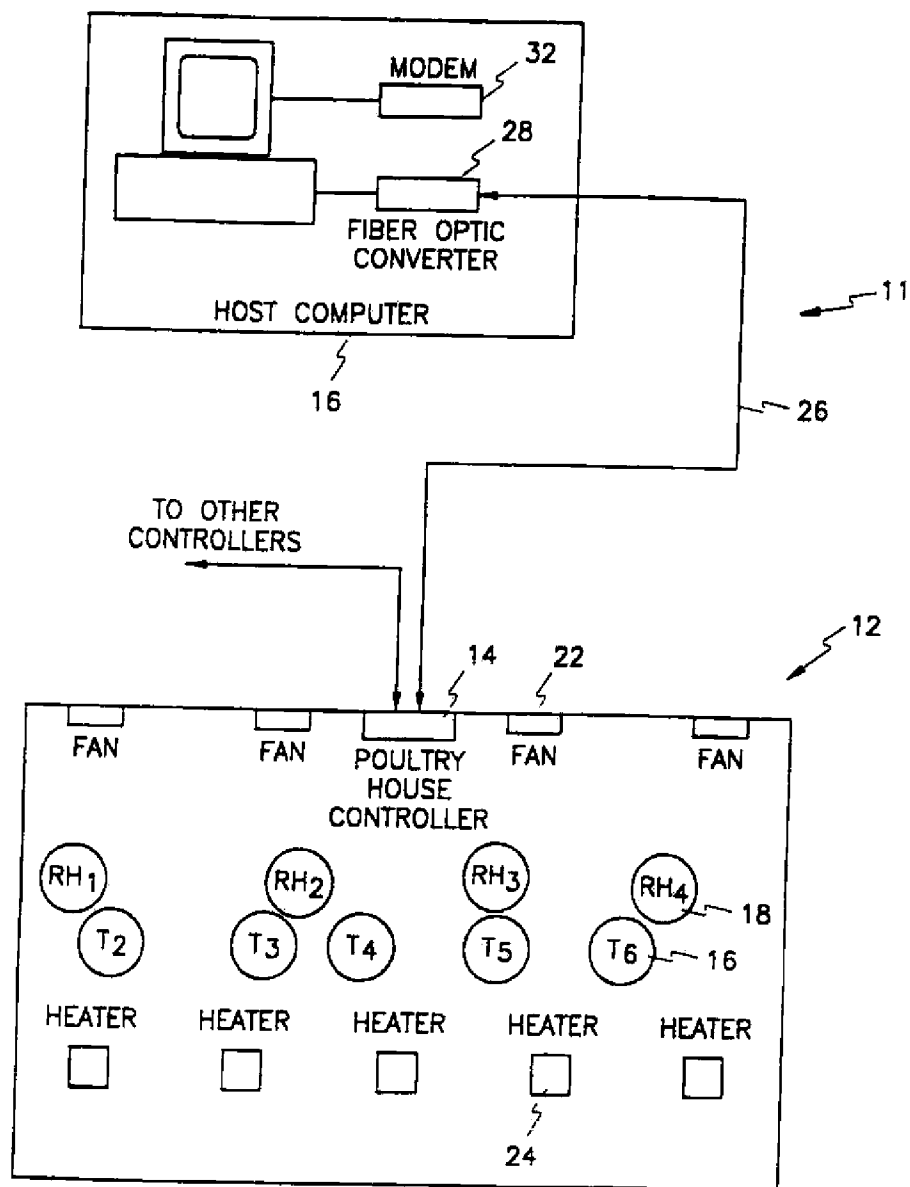 MODEM
32
28
FIBER OPTIC
CONVERTER
HOST COMPUTER
16
11
26
TO OTHER
CONTROLLERS
12
14
22
FAN
FAN
POULTRY
HOUSE
CONTROLLER
FAN
FAN
RH1
RH2
RH3
RH4
18
T2
T3
T4
T5
T6
16
HEATER
HEATER
HEATER
HEATER
HEATER
24